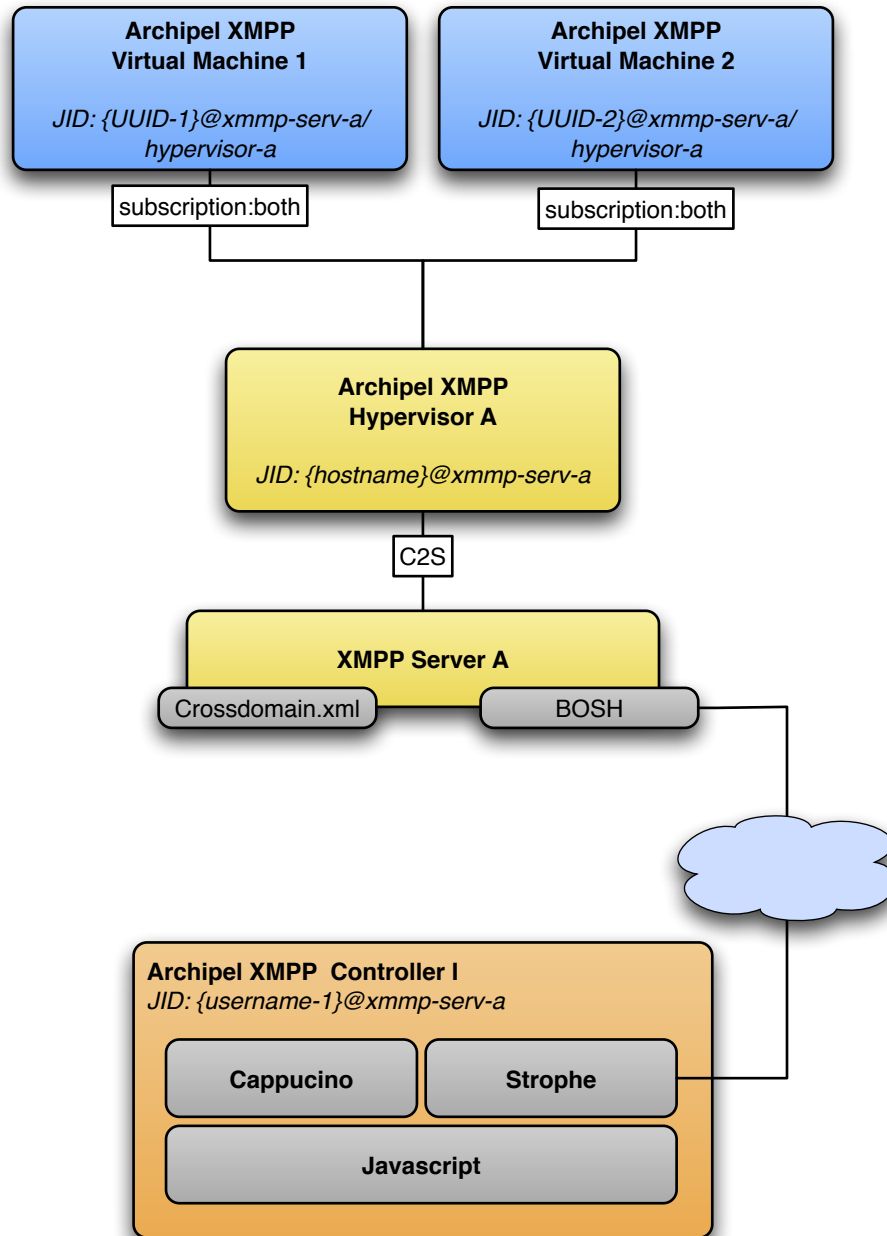 Archipel XMPP
Virtual Machine 1
JID: {UUID-1}@xmmp-serv-a/
hypervisor-a
Archipel XMPP
Virtual Machine 2
JID: {UUID-2}@xmmp-serv-a/
hypervisor-a
subscription:both
subscription:both
Archipel XMPP
Hypervisor A
JID: {hostname}@xmmp-serv-a
C2S
XMPP Server A
Crossdomain.xml
BOSH
Archipel XMPP  Controller I
JID: {username-1}@xmmp-serv-a
Cappucino
Strophe
Javascript